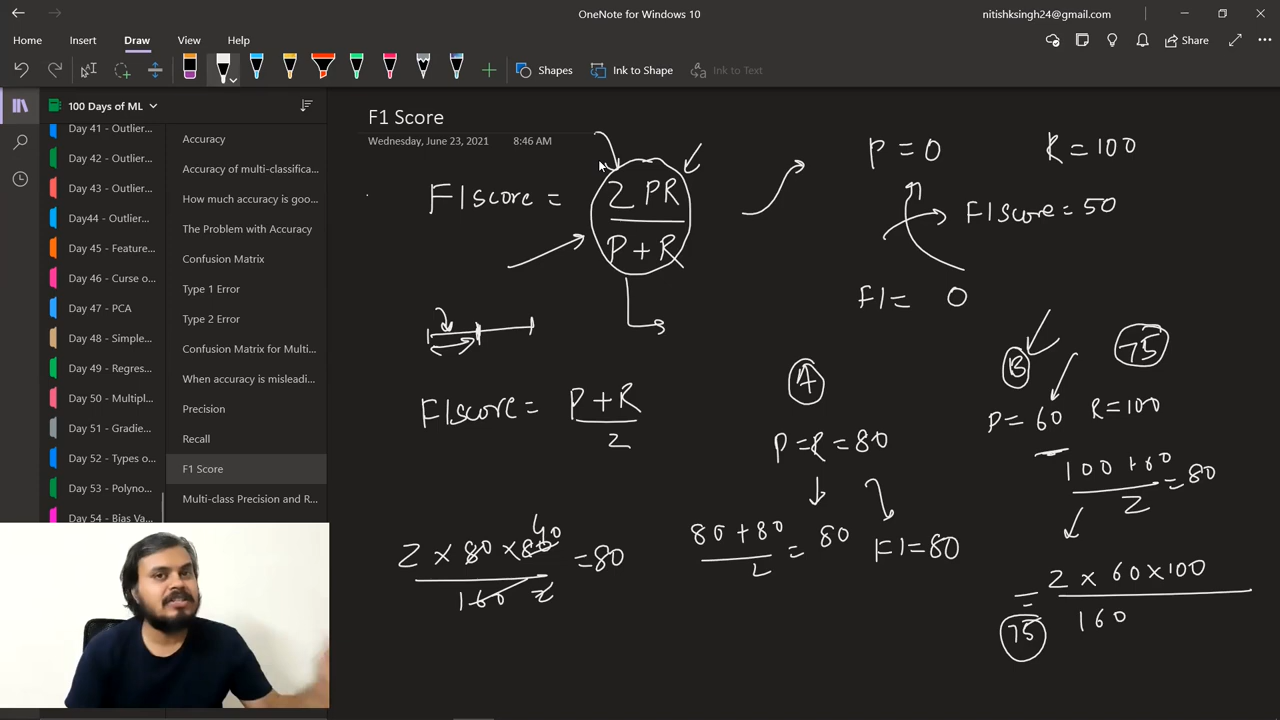 OneNote for Windows 10
nitishksingh24@gmail.com
Home Insert Draw View Help
Share
Shapes
Ink to Shape
Ink to Text
100 Days of ML
Day 41 - Outlier...
Day 42 - Outlier...
Day 43 - Outlier...
Day44 - Outlier...
Day 45 - Feature...
Day 46 - Curse o...
Day 47 - PCA
Day 48 - Simple...
Day 49 - Regres...
Day 50 - Multipl...
Day 51 - Gradie...
Day 52 - Types o...
Day 53 - Polyno...
Day 54 - Bias Va...
Accuracy
Accuracy of multi-classifica...
How much accuracy is goo...
The Problem with Accuracy
Confusion Matrix
Type 1 Error
Type 2 Error
Confusion Matrix for Multi...
When accuracy is misleadi...
Precision
Recall
F1 Score
Multi-class Precision and R...
F1 Score
Wednesday, June 23, 2021 8:46 AM
F1score = 2 PR
P + R
P = 0 R = 100
F1score = 50
F1 = 0
F1score = P + R
2
A
P = R = 80
80 + 80
2
= 80
F1 = 80
2 × 80 × 80 = 80
40
160 2
B
75
P = 60 R = 100
100 + 60 = 80
2
= 2 × 60 × 100
160
75